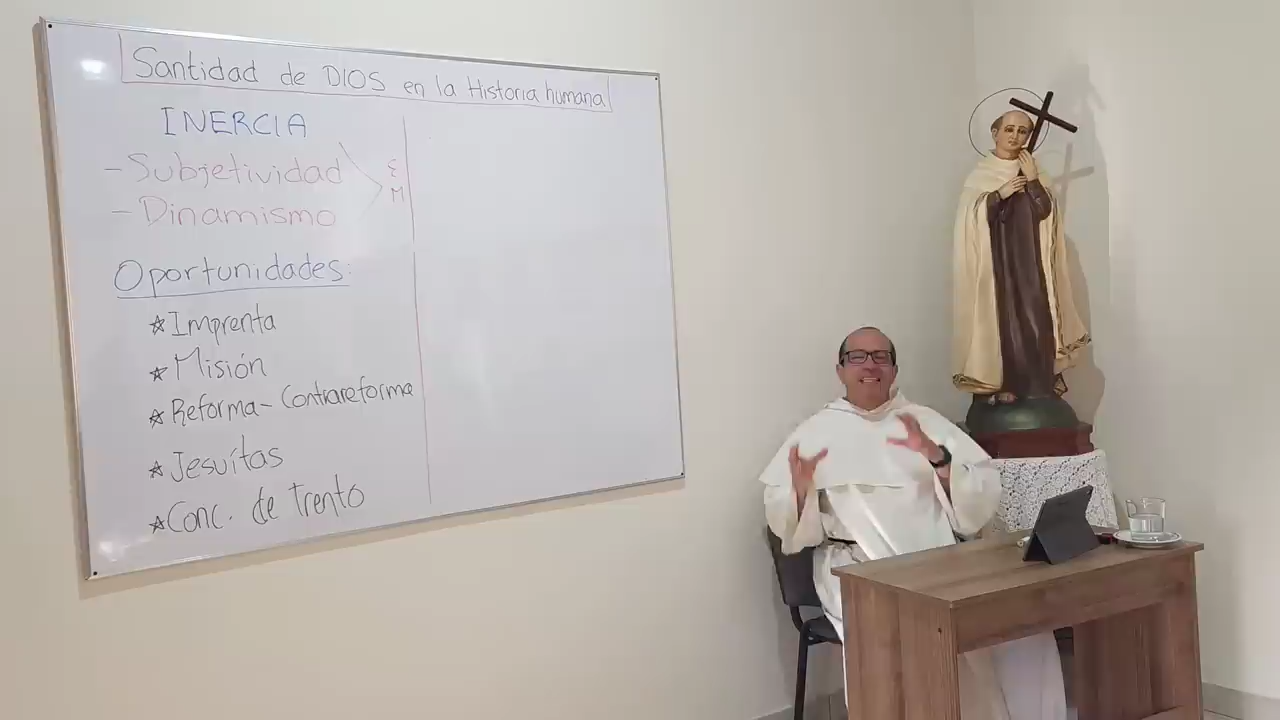 Santidad de DIOS en la Historia humana
INERCIA
- Subjetividad
- Dinamismo
E
M
Oportunidades:
☆ Imprenta
☆ Misión
☆ Reforma - Contrareforma
☆ Jesuítas
☆ Conc. de Trento